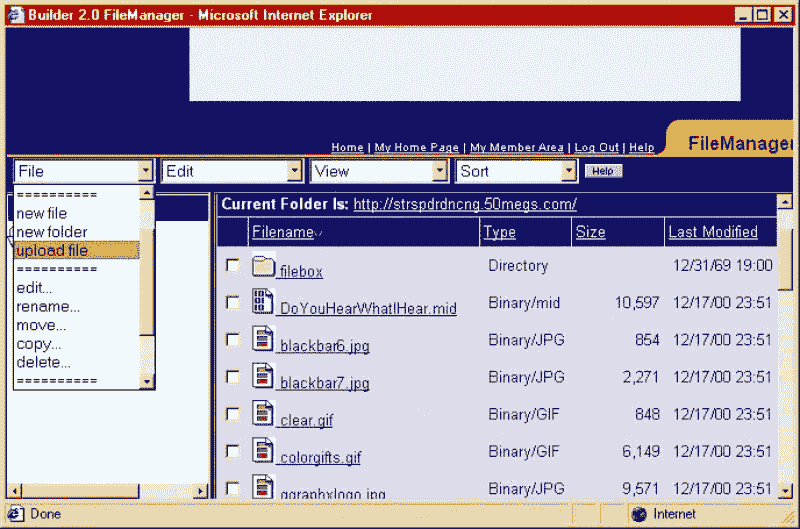 Builder 2.0 FileManager - Microsoft Internet Explorer
Home | My Home Page | My Member Area | Log Out | Help
FileManager
File Edit View Sort Help
==========
new file
new folder
upload file
==========
edit...
rename...
move...
copy...
delete...
==========
Current Folder Is: http://strspdrdncng.50megs.com/
Filename Type Size Last Modified
filebox Directory 12/31/69 19:00
DoYouHearWhatIHear.mid Binary/mid 10,597 12/17/00 23:51
blackbar6.jpg Binary/JPG 854 12/17/00 23:51
blackbar7.jpg Binary/JPG 2,271 12/17/00 23:51
clear.gif Binary/GIF 848 12/17/00 23:51
colorgifts.gif Binary/GIF 6,149 12/17/00 23:51
Binary/JPG 9,571 12/17/00 23:51
Done Internet